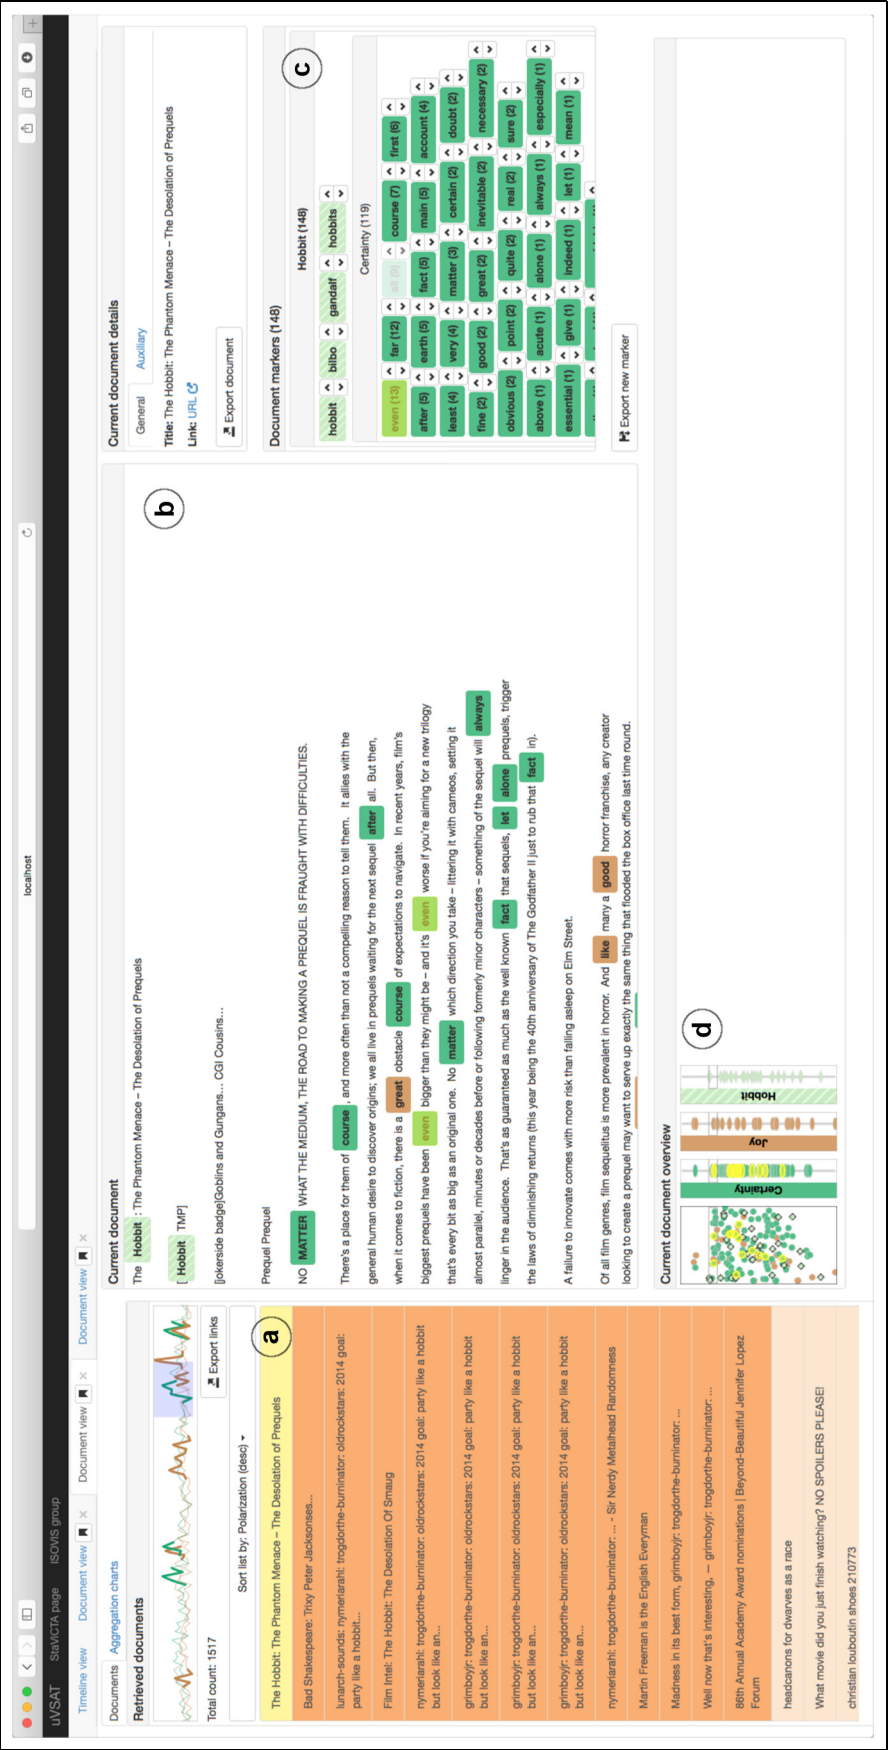 localhost
uVSAT StaViCTA page ISOVIS group
Timeline view Document view Document view Document view
Documents Aggregation charts
Retrieved documents
Total count: 1517
Export links
Sort list by: Polarization (desc)
a
The Hobbit: The Phantom Menace – The Desolation of Prequels
Bad Shakespeare: Trixy Peter Jacksonses...
lunarch-sounds: nymeriarahl: trogdorthe-burninator: oldrockstars: 2014 goal:
party like a hobbit...
Film Intel: The Hobbit: The Desolation Of Smaug
nymeriarahl: trogdorthe-burninator: oldrockstars: 2014 goal: party like a hobbit
but look like an...
grimboyjr: trogdorthe-burninator: oldrockstars: 2014 goal: party like a hobbit
but look like an...
grimboyjr: trogdorthe-burninator: oldrockstars: 2014 goal: party like a hobbit
but look like an...
grimboyjr: trogdorthe-burninator: oldrockstars: 2014 goal: party like a hobbit
but look like an...
nymeriarahl: trogdorthe-burninator: ... - Sir Nerdy Metalhead Randomness
Martin Freeman is the English Everyman
Madness in its best form, grimboyjr: trogdorthe-burninator: ...
Well now that's interesting, — grimboyjr: trogdorthe-burninator: ...
86th Annual Academy Award nominations | Beyond-Beautiful Jennifer Lopez
Forum
headcanons for dwarves as a race
What movie did you just finish watching? NO SPOILERS PLEASE!
christian louboutin shoes 210773
Current document
b
The Hobbit : The Phantom Menace – The Desolation of Prequels
[ Hobbit TMP]
[jokerside badge]Goblins and Gungans... CGI Cousins...
Prequel Prequel
NO MATTER WHAT THE MEDIUM, THE ROAD TO MAKING A PREQUEL IS FRAUGHT WITH DIFFICULTIES.
There's a place for them of course , and more often than not a compelling reason to tell them. It allies with the
general human desire to discover origins; we all live in prequels waiting for the next sequel after all. But then,
when it comes to fiction, there is a great obstacle course of expectations to navigate. In recent years, film's
biggest prequels have been even bigger than they might be – and it's even worse if you're aiming for a new trilogy
that's every bit as big as an original one. No matter which direction you take – littering it with cameos, setting it
almost parallel, minutes or decades before or following formerly minor characters – something of the sequel will always
linger in the audience. That's as guaranteed as much as the well known fact that sequels, let alone prequels, trigger
the laws of diminishing returns (this year being the 40th anniversary of The Godfather II just to rub that fact in).
A failure to innovate comes with more risk than falling asleep on Elm Street.
Of all film genres, film sequelitus is more prevalent in horror. And like many a good horror franchise, any creator
looking to create a prequel may want to serve up exactly the same thing that flooded the box office last time round.
Current document details
General Auxiliary
Title: The Hobbit: The Phantom Menace – The Desolation of Prequels
Link: URL
Export document
Document markers (148)
c
Hobbit (148)
hobbit bilbo gandalf hobbits
Certainty (119)
even (13) far (12) all (9) course (7) first (6)
after (5) earth (5) fact (5) main (5) account (4)
least (4) very (4) matter (3) certain (2) doubt (2)
fine (2) good (2) great (2) inevitable (2) necessary (2)
obvious (2) point (2) quite (2) real (2) sure (2)
above (1) acute (1) alone (1) always (1) especially (1)
essential (1) give (1) indeed (1) let (1) mean (1)
Export new marker
Current document overview
d
Certainty
Joy
Hobbit